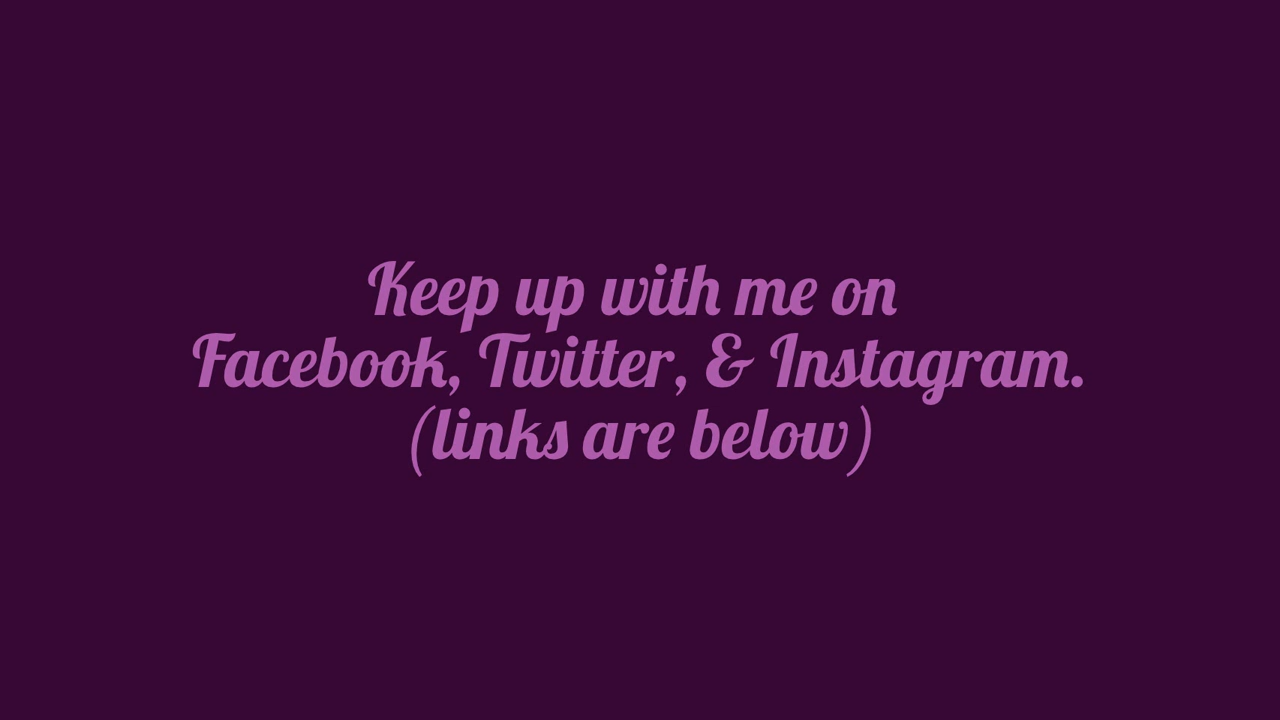 Keep up with me on
Facebook, Twitter, & Instagram.
(links are below)